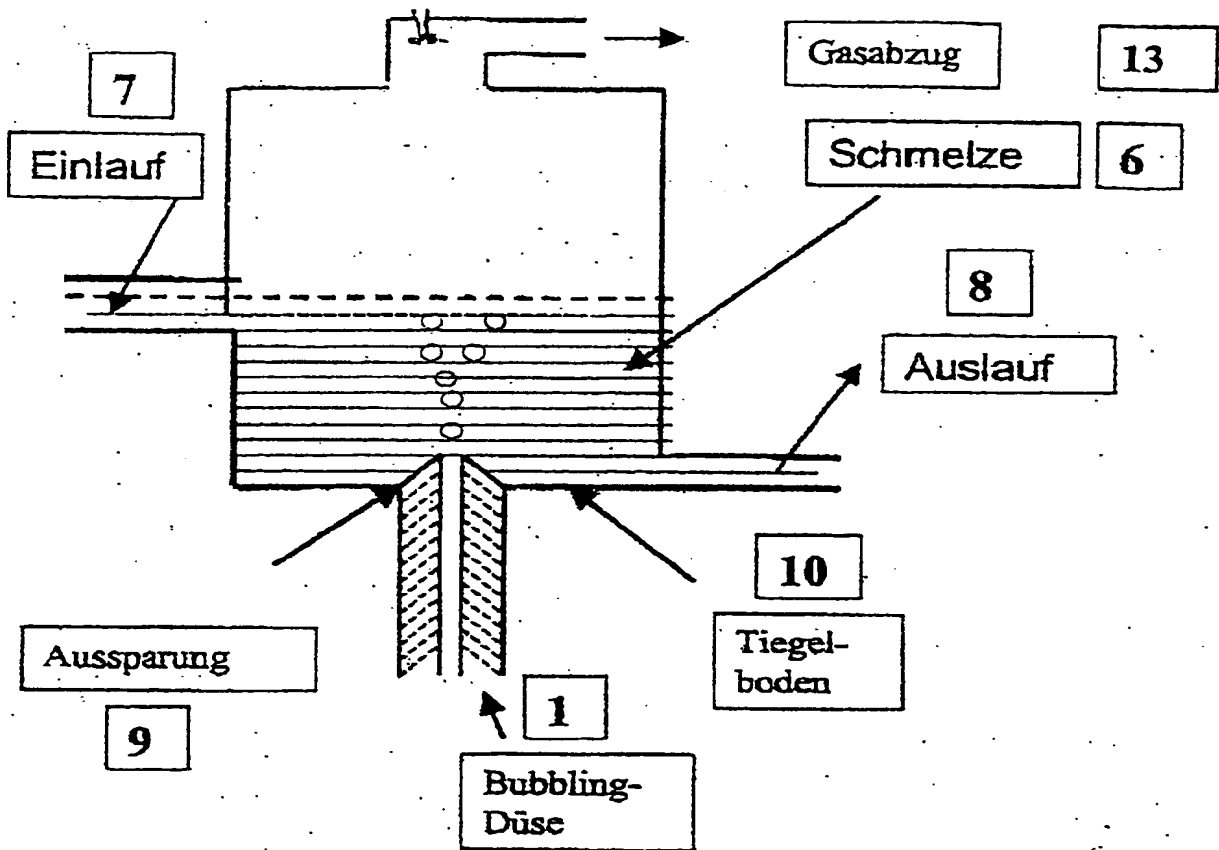 Gasabzug
13
7
Einlauf
Schmelze
6
8
Auslauf
10
Tiegel-
boden
Aussparung
9
1
Bubbling-
Düse